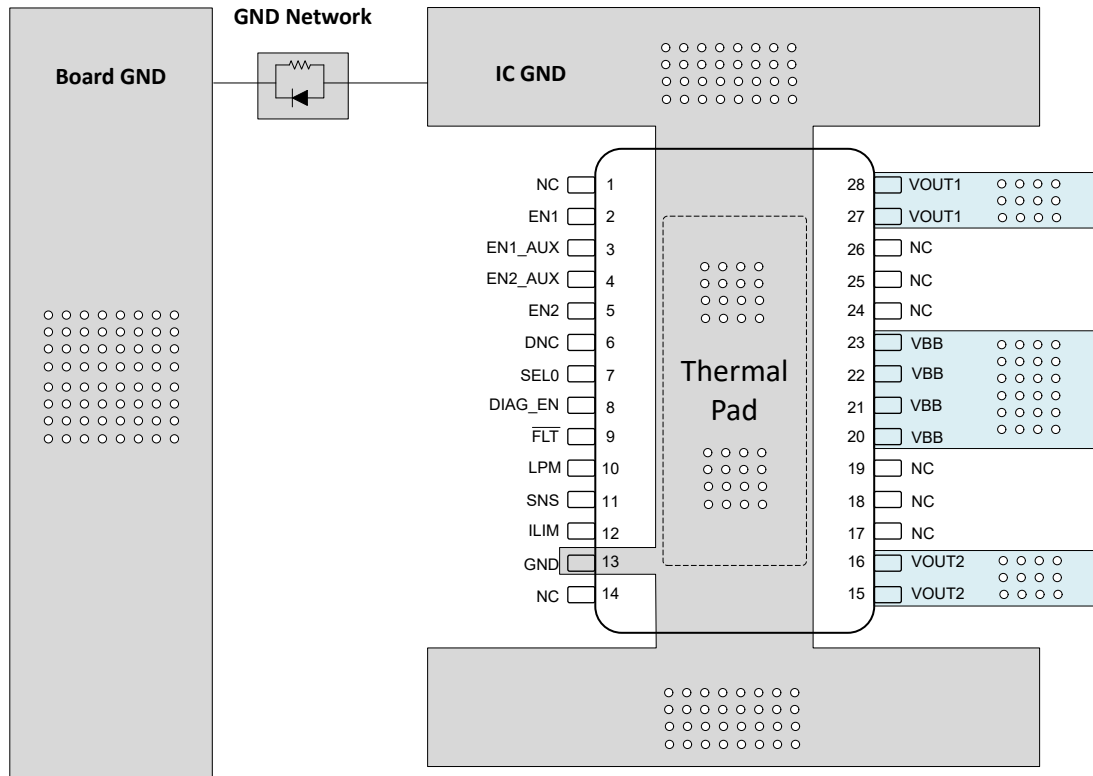 GND Network
Board GND
IC GND
NC 1
EN1 2
EN1_AUX 3
EN2_AUX 4
EN2 5
DNC 6
SEL0 7
DIAG_EN 8
FLT 9
LPM 10
SNS 11
ILIM 12
GND 13
NC 14
Thermal
Pad
28 VOUT1
27 VOUT1
26 NC
25 NC
24 NC
23 VBB
22 VBB
21 VBB
20 VBB
19 NC
18 NC
17 NC
16 VOUT2
15 VOUT2